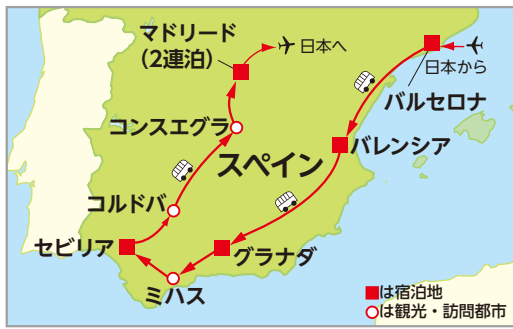 マドリード
(2連泊)
日本へ
日本から
バルセロナ
コンスエグラ
スペイン
バレンシア
コルドバ
セビリア
グラナダ
ミハス
■は宿泊地
○は観光・訪問都市